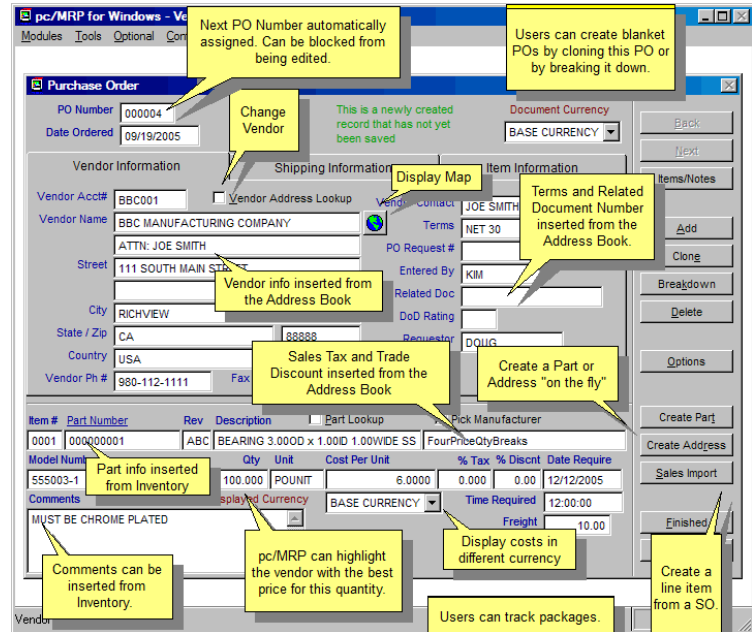 pc/MRP for Windows - Ve
Modules Tools Optional Con
Next PO Number automatically
assigned. Can be blocked from
being edited.
Users can create blanket
POs by cloning this PO or
by breaking it down.
Purchase Order
PO Number 000004
Date Ordered 09/19/2005
Change
Vendor
This is a newly created
record that has not yet
been saved
Document Currency
BASE CURRENCY
Back
Next
Items/Notes
Add
Clone
Breakdown
Delete
Options
Create Part
Create Address
Sales Import
Finished
Vendor Information
Shipping Information
Item Information
Display Map
Vendor Acct# BBC001
Vendor Address Lookup
Contact JOE SMITH
Vendor Name BBC MANUFACTURING COMPANY
Terms NET 30
ATTN: JOE SMITH
PO Request #
Street 111 SOUTH MAIN
Entered By KIM
Related Doc
City RICHVIEW
DoD Rating
State / Zip CA 88888
Requestor DOUG
Country USA
Vendor Ph # 980-112-1111 Fax
Terms and Related
Document Number
inserted from the
Address Book.
Vendor info inserted from
the Address Book
Sales Tax and Trade
Discount inserted from the
Address Book
Create a Part or
Address "on the fly"
Item # Part Number Rev Description Part Lookup Pick Manufacturer
0001 000000001 ABC BEARING 3.00OD x 1.00ID 1.00WIDE SS FourPriceQtyBreaks
Model Num Qty Unit Cost Per Unit % Tax % Discnt Date Require
555003-1 100.000 POUNIT 6.0000 0.000 0.00 12/12/2005
Part info inserted
from Inventory
Comments Currency BASE CURRENCY Time Required 12:00:00
MUST BE CHROME PLATED
Freight 10.00
Comments can be
inserted from
Inventory.
pc/MRP can highlight
the vendor with the best
price for this quantity.
Display costs in
different currency
Create a
line item
from a SO.
Users can track packages.
Vendor